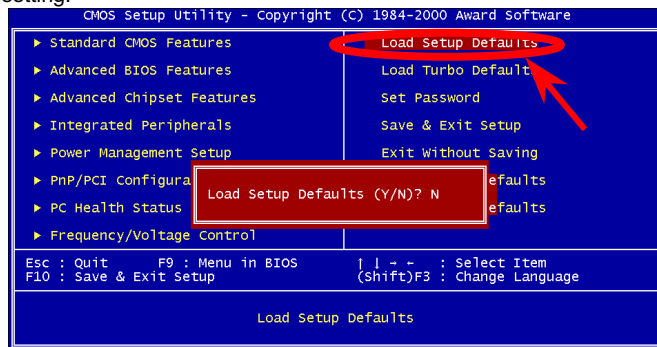 setting.
CMOS Setup Utility – Copyright (C) 1984-2000 Award Software
▶ Standard CMOS Features
▶ Advanced BIOS Features
▶ Advanced Chipset Features
▶ Integrated Peripherals
▶ Power Management Setup
▶ PnP/PCI Configura
▶ PC Health Status
▶ Frequency/Voltage Control
Load Setup Defaults
Load Turbo Default
Set Password
Save & Exit Setup
Exit Without Saving
efaults
efaults
Load Setup Defaults (Y/N)? N
Esc : Quit F9 : Menu in BIOS ↑ ↓ → ← : Select Item
F10 : Save & Exit Setup (Shift)F3 : Change Language
Load Setup Defaults